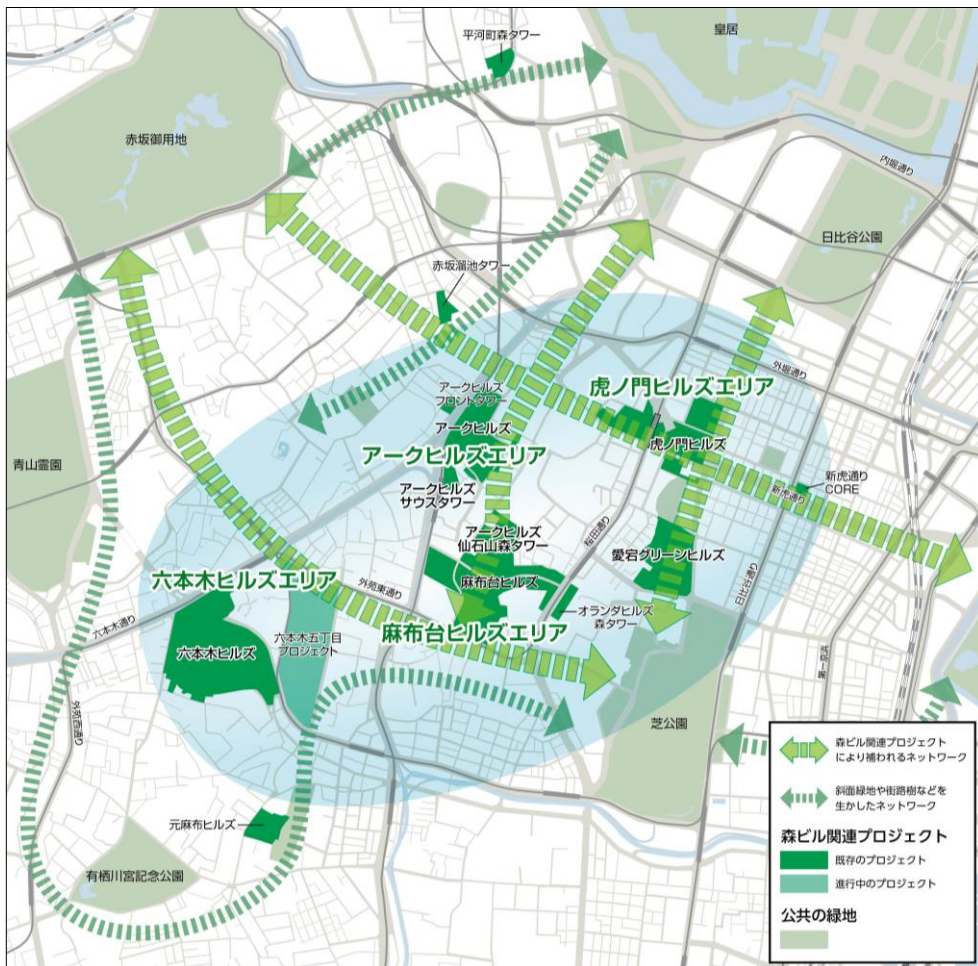 平河町森タワー
皇居
赤坂御用地
内堀通り
日比谷公園
赤坂溜池タワー
外堀通り
アークヒルズ
フロントタワー
虎ノ門ヒルズエリア
アークヒルズ
虎ノ門ヒルズ
アークヒルズエリア
青山霊園
新虎通り
CORE
アークヒルズ
サウスタワー
新虎通り
桜田通り
アークヒルズ
仙石山森タワー
愛宕グリーンヒルズ
六本木ヒルズエリア
外苑東通り
麻布台ヒルズ
日比谷通り
オランダヒルズ
森タワー
六本木通り
麻布台ヒルズエリア
六本木五丁目
プロジェクト
六本木ヒルズ
第一京浜
外苑西通り
芝公園
元麻布ヒルズ
有栖川宮記念公園
森ビル関連プロジェクト
により補われるネットワーク
斜面緑地や街路樹などを
生かしたネットワーク
森ビル関連プロジェクト
既存のプロジェクト
進行中のプロジェクト
公共の緑地